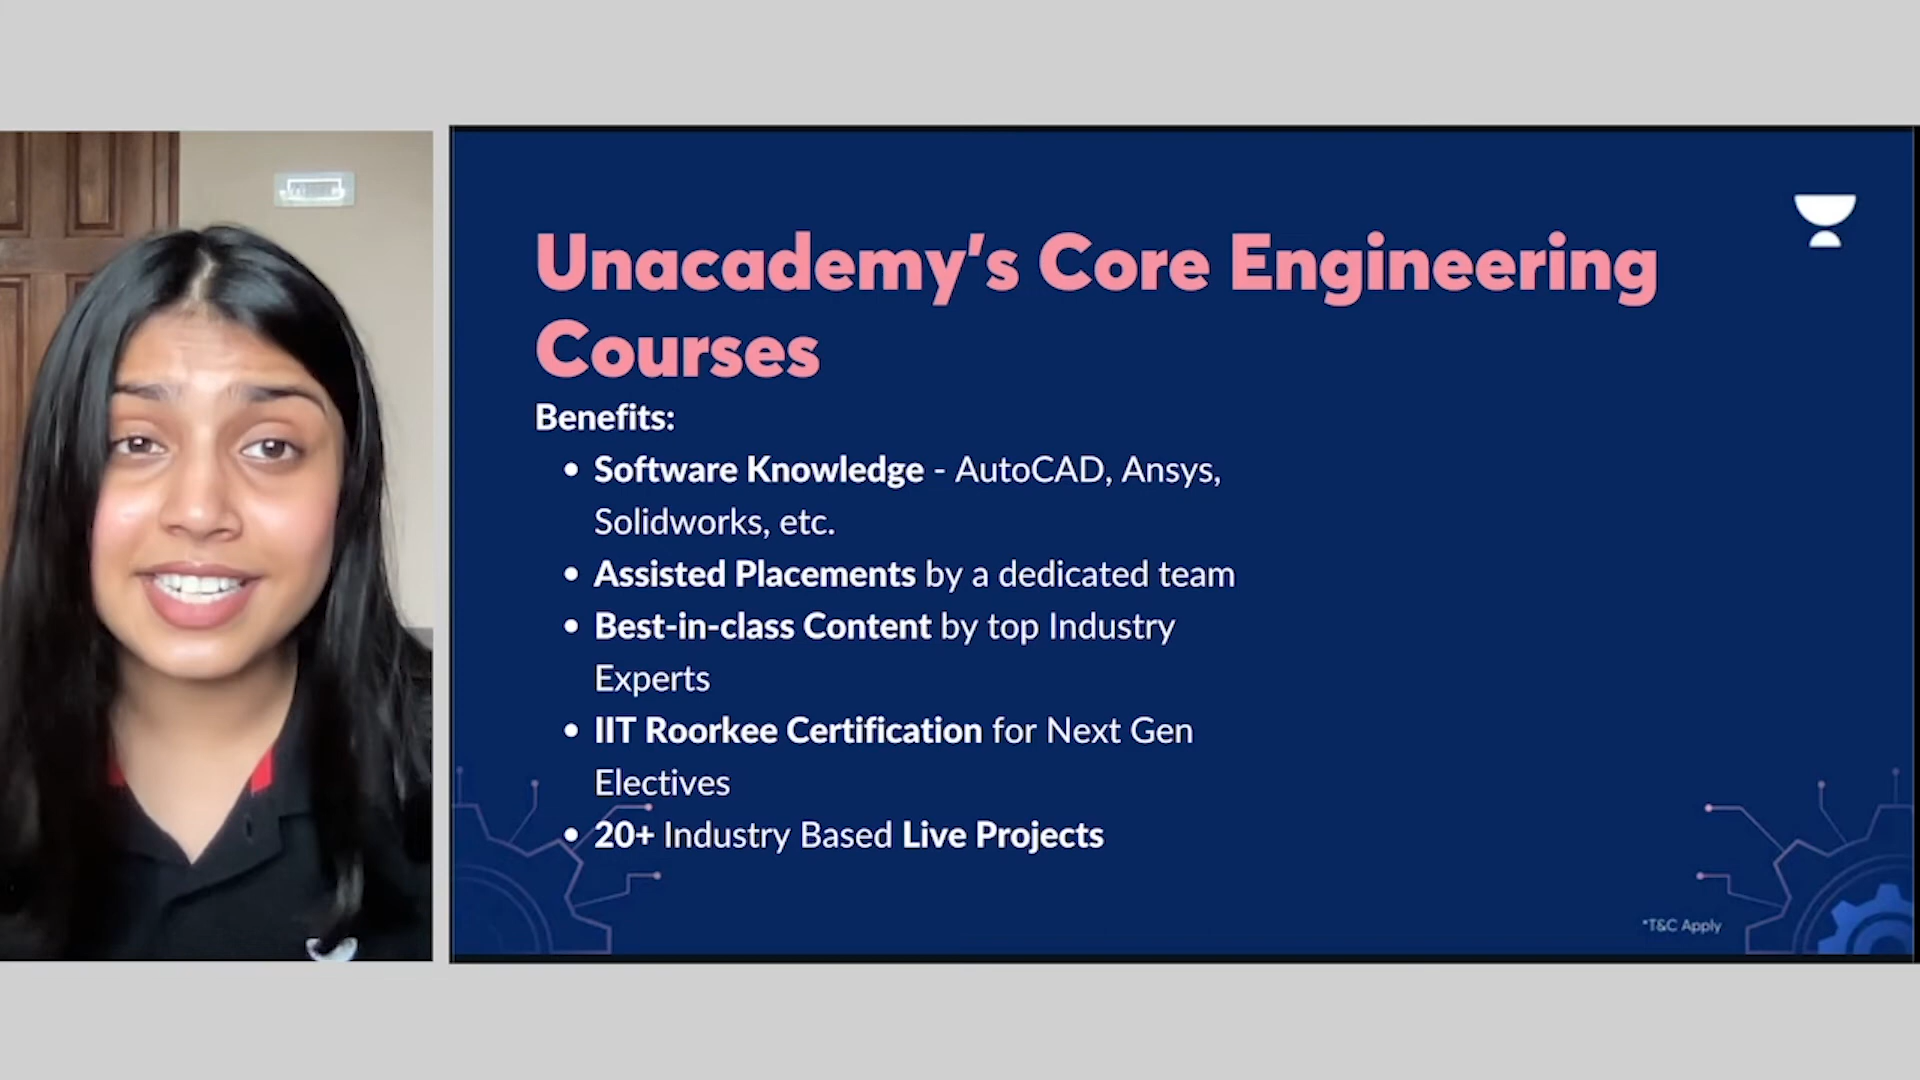 Unacademy's Core Engineering
Courses
Benefits:
• Software Knowledge - AutoCAD, Ansys,
Solidworks, etc.
• Assisted Placements by a dedicated team
• Best-in-class Content by top Industry
Experts
• IIT Roorkee Certification for Next Gen
Electives
• 20+ Industry Based Live Projects
*T&C Apply